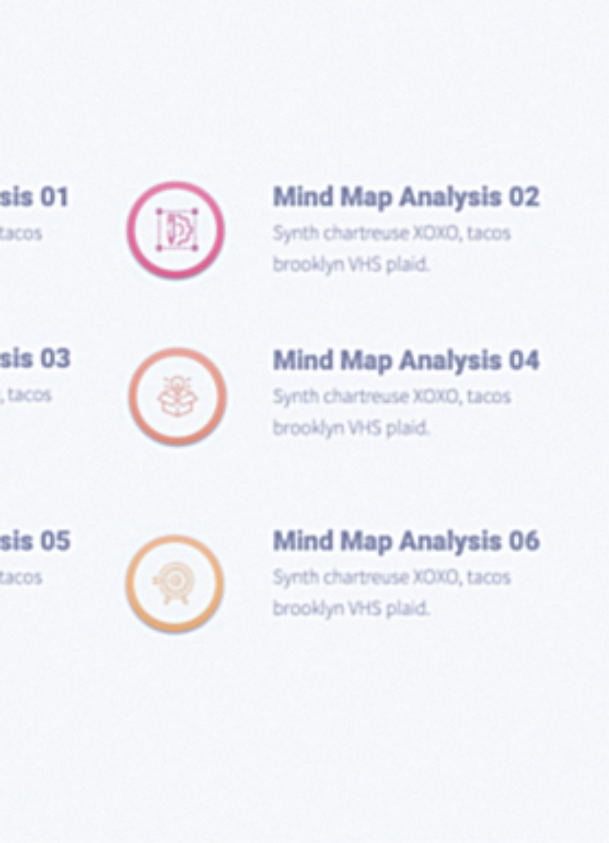 sis 01
tacos
Mind Map Analysis 02
Synth chartreuse XOXO, tacos
brooklyn VHS plaid.
sis 03
, tacos
Mind Map Analysis 04
Synth chartreuse XOXO, tacos
brooklyn VHS plaid.
sis 05
tacos
Mind Map Analysis 06
Synth chartreuse XOXO, tacos
brooklyn VHS plaid.